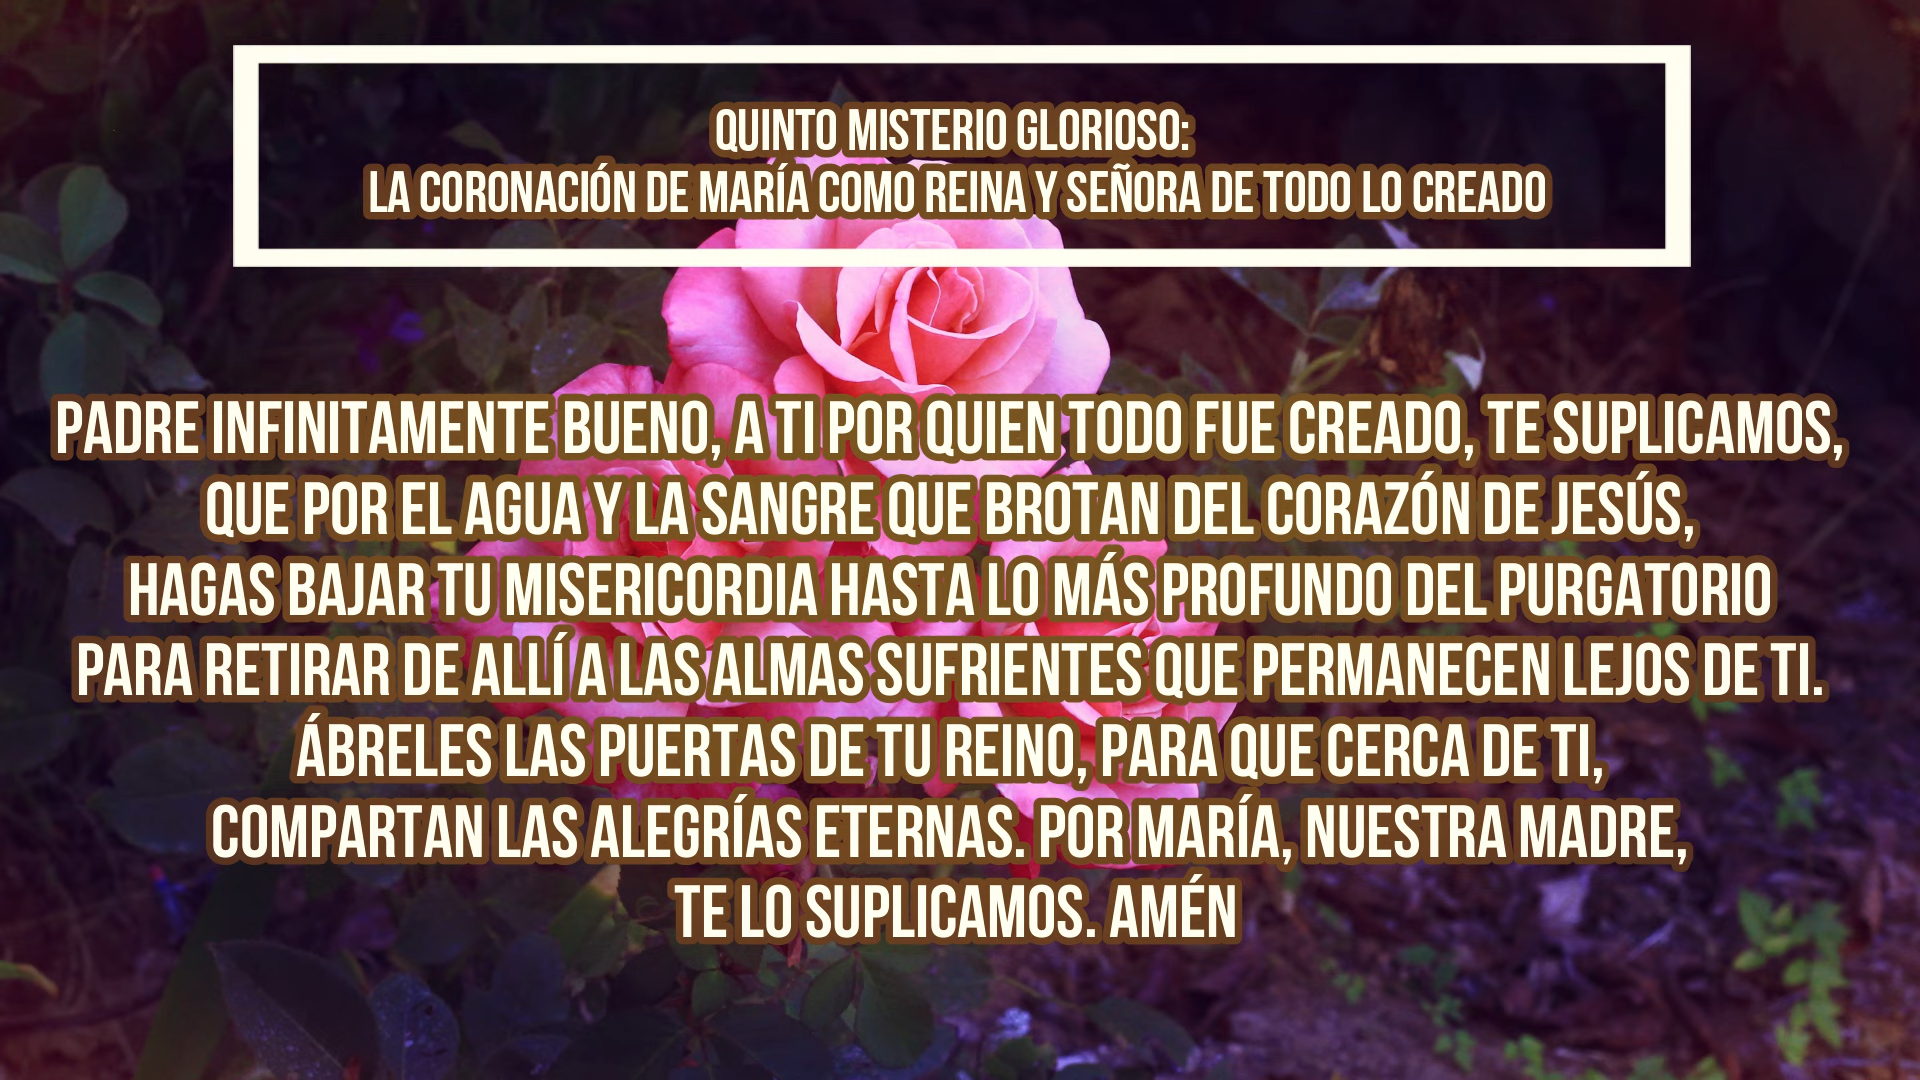 QUINTO MISTERIO GLORIOSO:
LA CORONACIÓN DE MARÍA COMO REINA Y SEÑORA DE TODO LO CREADO
PADRE INFINITAMENTE BUENO, A TI POR QUIEN TODO FUE CREADO, TE SUPLICAMOS,
QUE POR EL AGUA Y LA SANGRE QUE BROTAN DEL CORAZÓN DE JESÚS,
HAGAS BAJAR TU MISERICORDIA HASTA LO MÁS PROFUNDO DEL PURGATORIO
PARA RETIRAR DE ALLÍ A LAS ALMAS SUFRIENTES QUE PERMANECEN LEJOS DE TI.
ÁBRELES LAS PUERTAS DE TU REINO, PARA QUE CERCA DE TI,
COMPARTAN LAS ALEGRÍAS ETERNAS. POR MARÍA, NUESTRA MADRE,
TE LO SUPLICAMOS. AMÉN